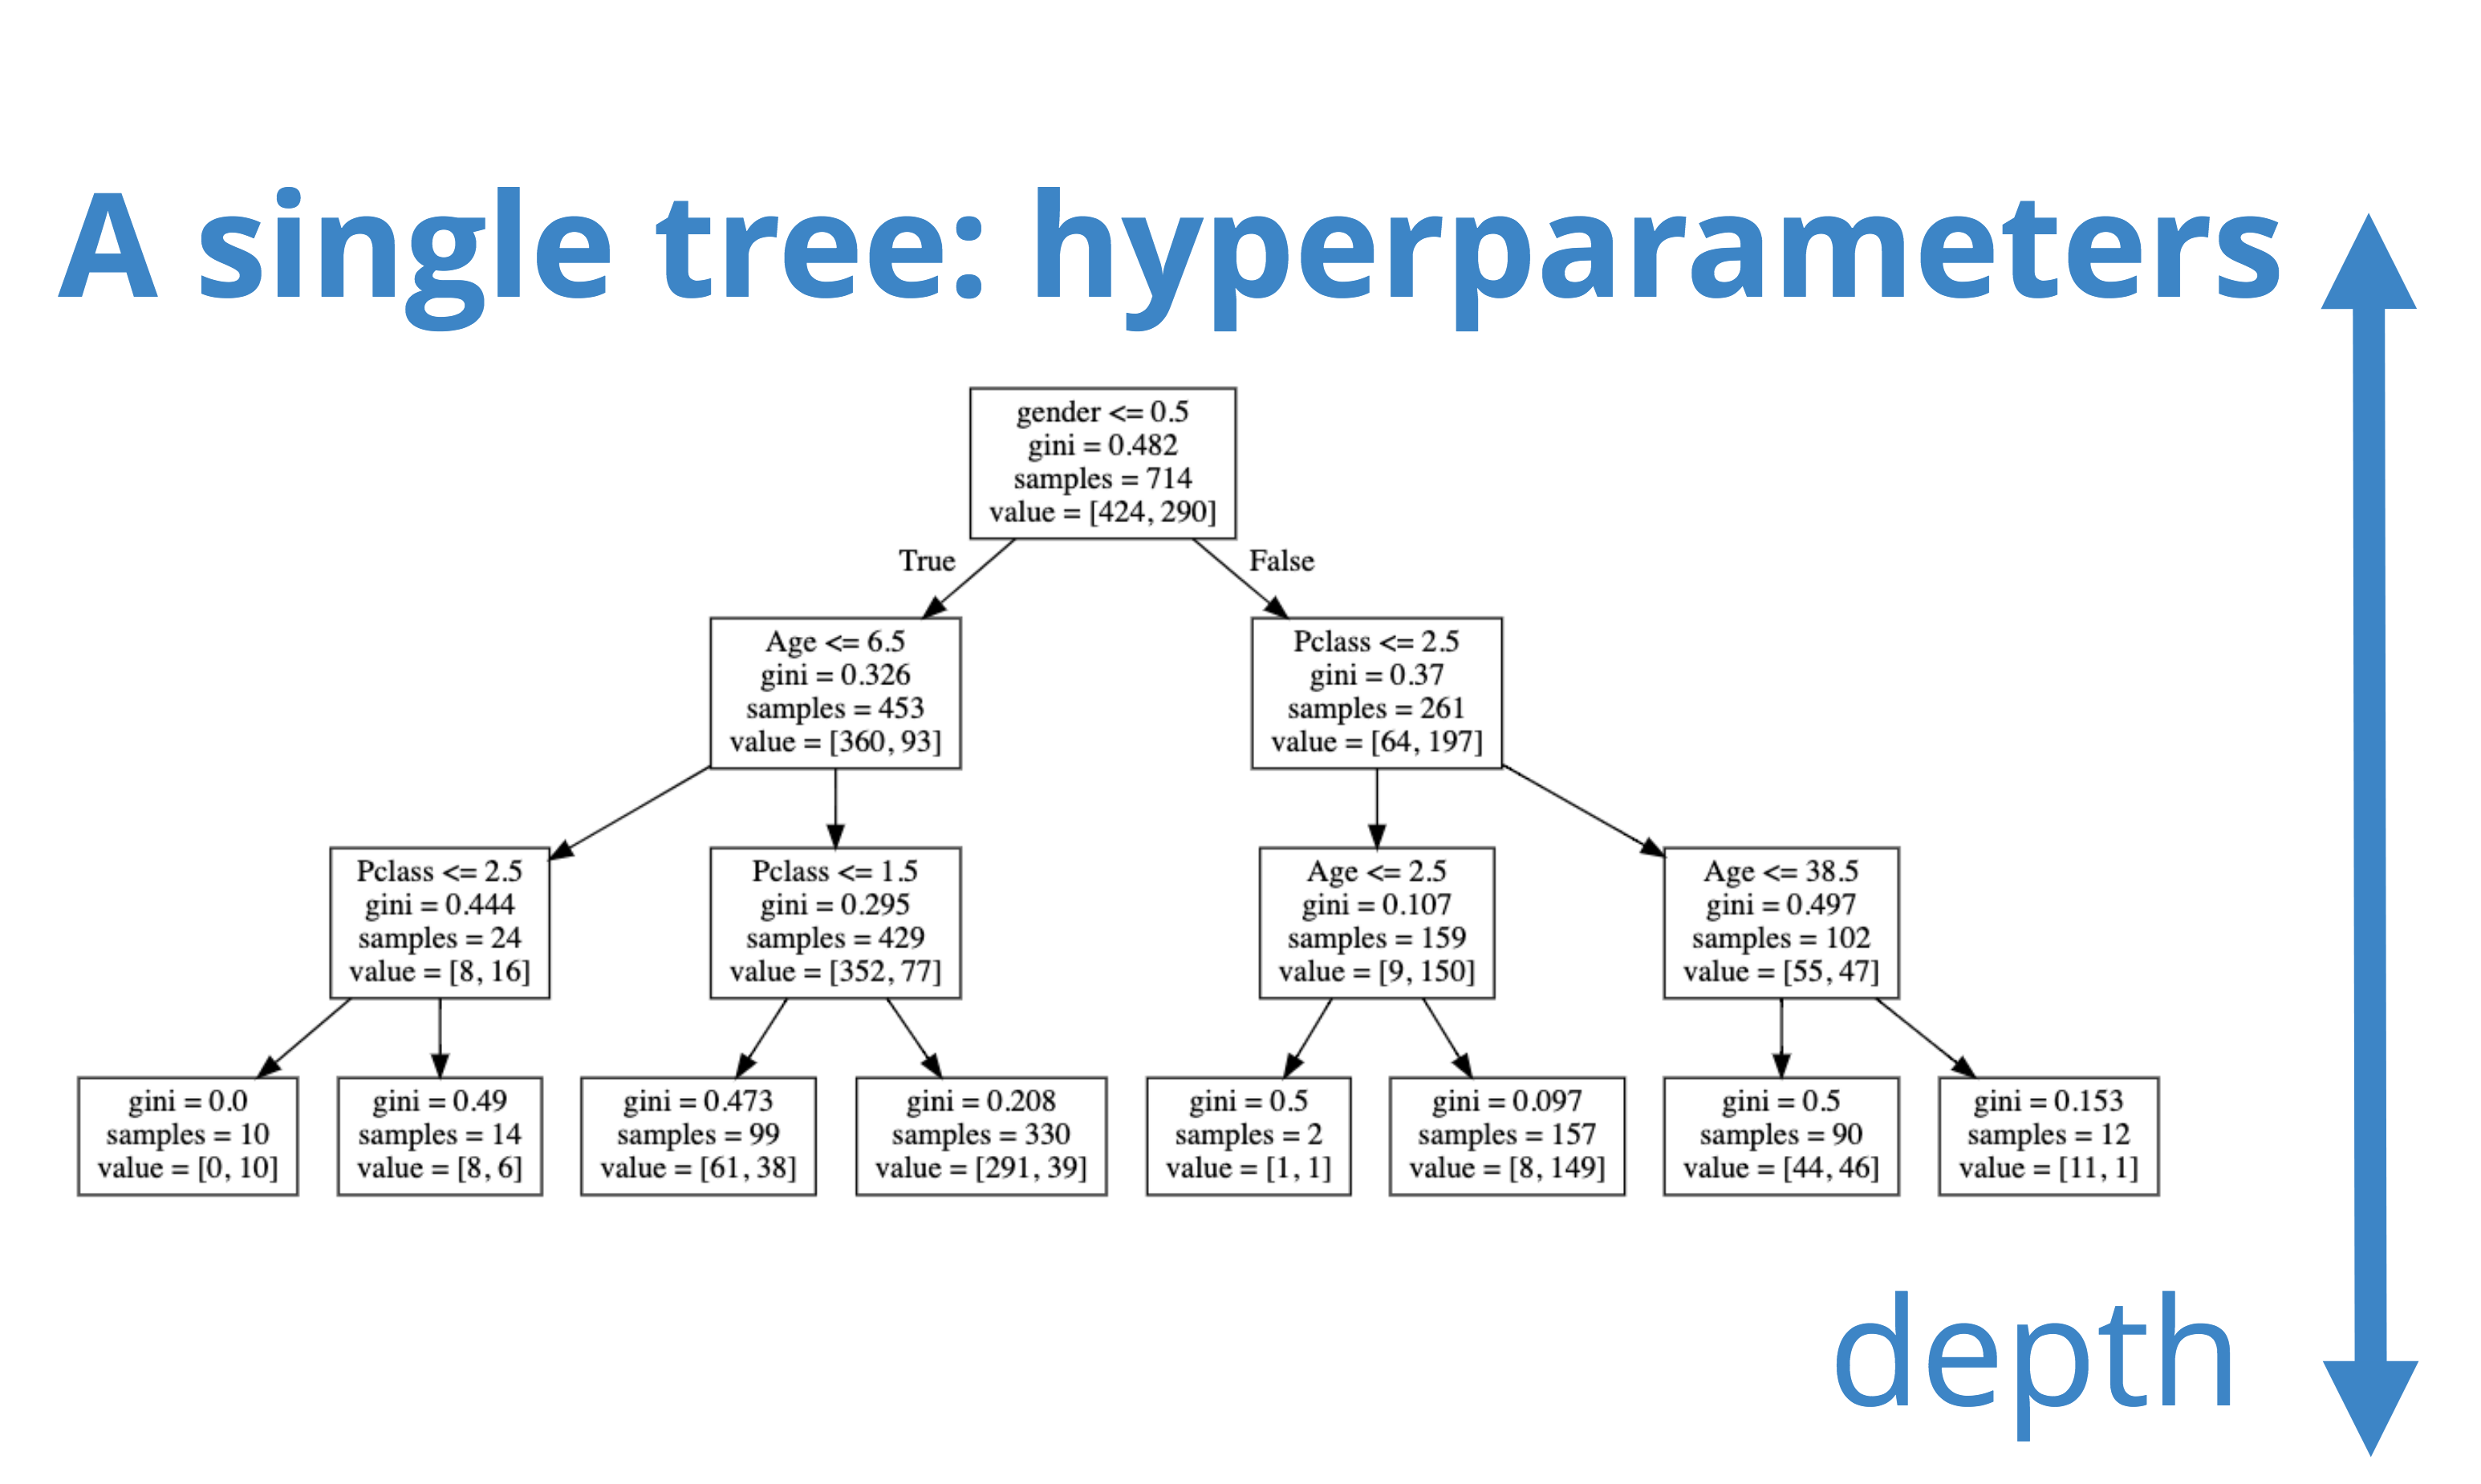 A single tree: hyperparameters
gender <= 0.5
gini = 0.482
samples = 714
value = [424, 290]
True
False
Age <= 6.5
gini = 0.326
samples = 453
value = [360, 93]
Pclass <= 2.5
gini = 0.37
samples = 261
value = [64, 197]
Pclass <= 2.5
gini = 0.444
samples = 24
value = [8, 16]
Pclass <= 1.5
gini = 0.295
samples = 429
value = [352, 77]
Age <= 2.5
gini = 0.107
samples = 159
value = [9, 150]
Age <= 38.5
gini = 0.497
samples = 102
value = [55, 47]
gini = 0.0
samples = 10
value = [0, 10]
gini = 0.49
samples = 14
value = [8, 6]
gini = 0.473
samples = 99
value = [61, 38]
gini = 0.208
samples = 330
value = [291, 39]
gini = 0.5
samples = 2
value = [1, 1]
gini = 0.097
samples = 157
value = [8, 149]
gini = 0.5
samples = 90
value = [44, 46]
gini = 0.153
samples = 12
value = [11, 1]
depth